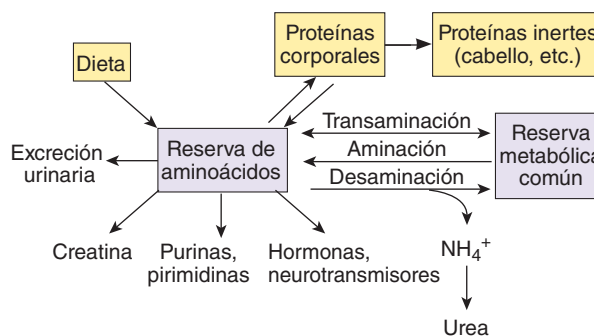 Dieta
Proteínas
corporales
Proteínas inertes
(cabello, etc.)
Excreción
urinaria
Reserva de
aminoácidos
Transaminación
Aminación
Desaminación
Reserva
metabólica
común
Creatina
Purinas,
pirimidinas
Hormonas,
neurotransmisores
NH₄⁺
Urea